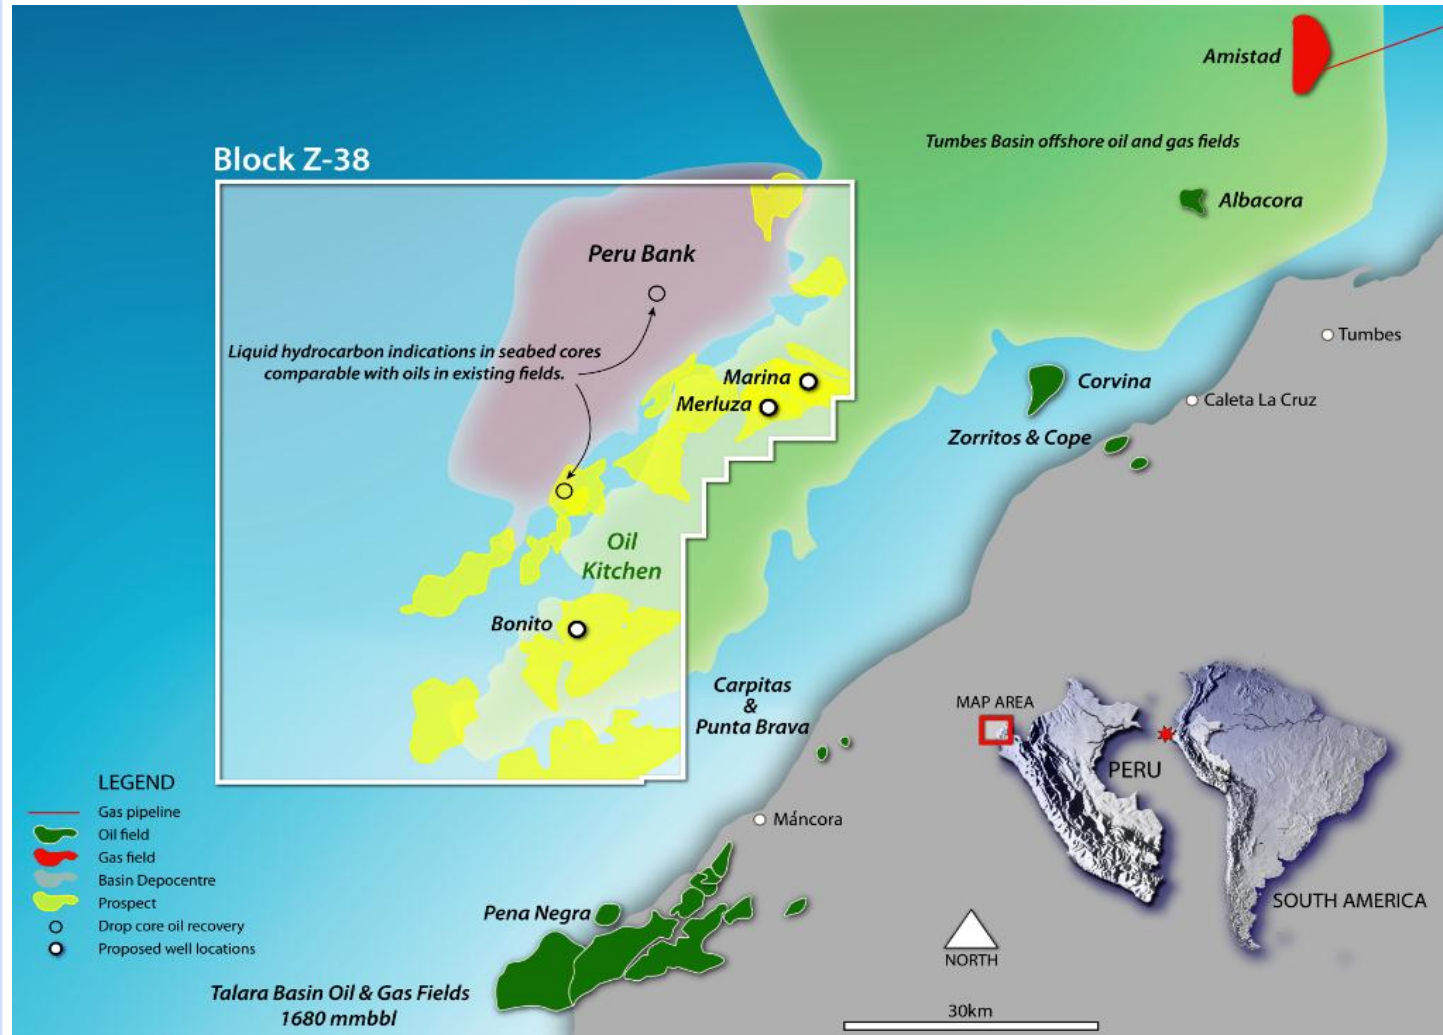 Amistad
Tumbes Basin offshore oil and gas fields
Block Z-38
Albacora
Peru Bank
Tumbes
Liquid hydrocarbon indications in seabed cores
comparable with oils in existing fields.
Marina
Merluza
Corvina
Caleta La Cruz
Zorritos & Cope
Oil
Kitchen
Bonito
Carpitas
&
Punta Brava
MAP AREA
PERU
SOUTH AMERICA
LEGEND
Gas pipeline
Oil field
Gas field
Basin Depocentre
Prospect
Drop core oil recovery
Proposed well locations
Máncora
Pena Negra
NORTH
Talara Basin Oil & Gas Fields
1680 mmbbl
30km